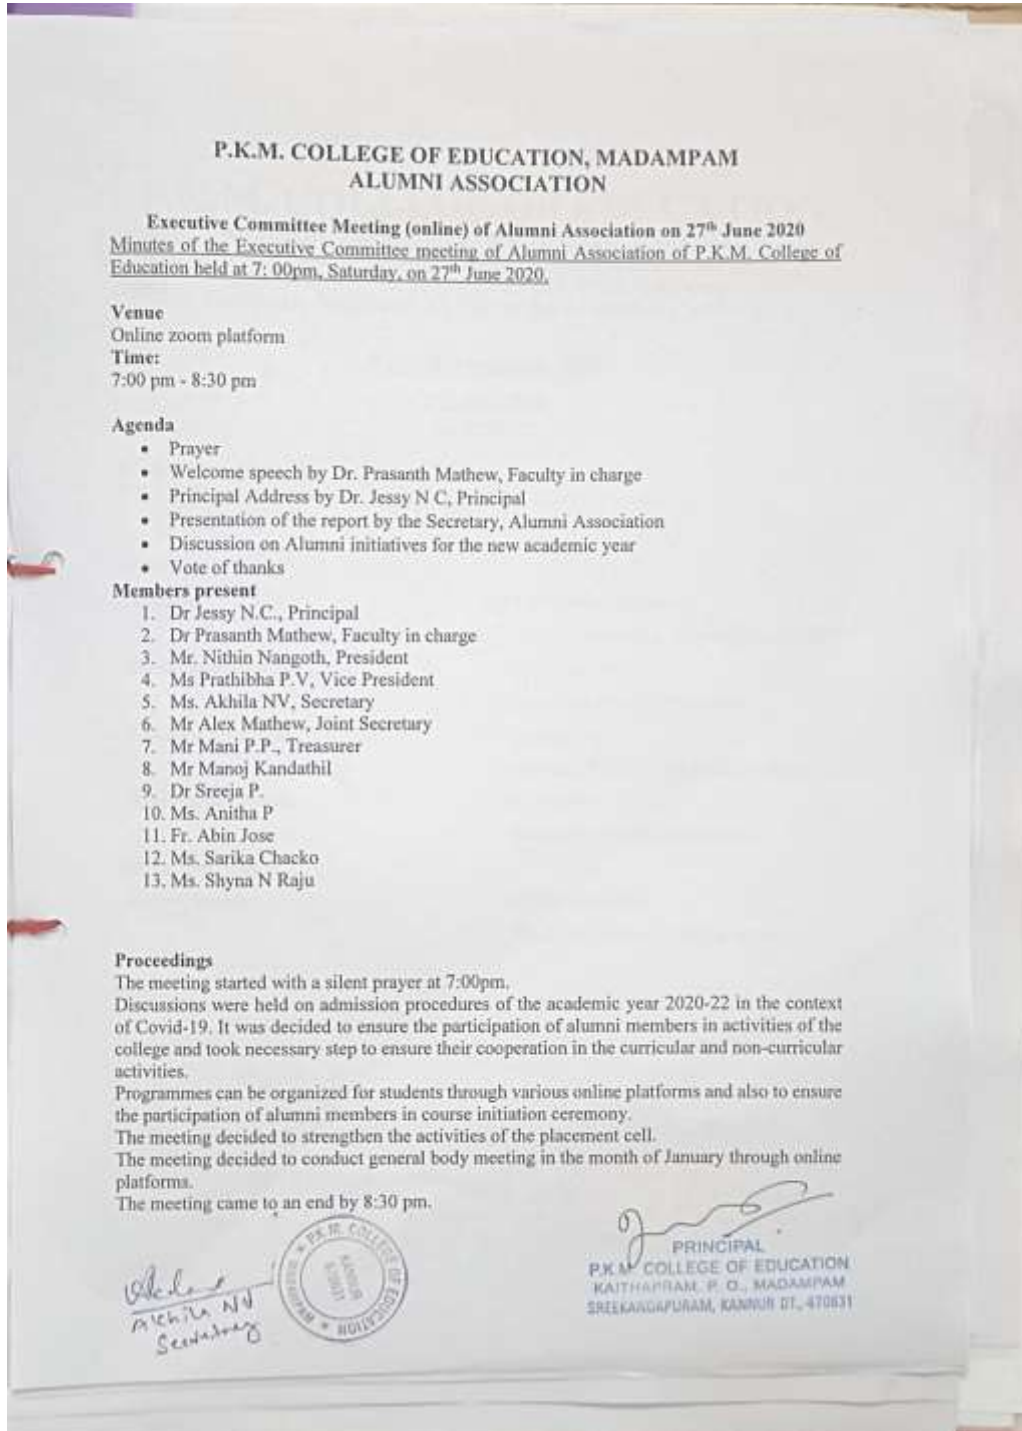 P.K.M. COLLEGE OF EDUCATION, MADAMPAM
ALUMNI ASSOCIATION
Executive Committee Meeting (online) of Alumni Association on 27th June 2020
Minutes of the Executive Committee meeting of Alumni Association of P.K.M. College of
Education held at 7: 00pm, Saturday, on 27th June 2020.
Venue
Online zoom platform
Time:
7:00 pm - 8:30 pm
Agenda
• Prayer
• Welcome speech by Dr. Prasanth Mathew, Faculty in charge
• Principal Address by Dr. Jessy N C, Principal
• Presentation of the report by the Secretary, Alumni Association
• Discussion on Alumni initiatives for the new academic year
• Vote of thanks
Members present
1. Dr Jessy N.C., Principal
2. Dr Prasanth Mathew, Faculty in charge
3. Mr. Nithin Nangoth, President
4. Ms Prathibha P.V, Vice President
5. Ms. Akhila NV, Secretary
6. Mr Alex Mathew, Joint Secretary
7. Mr Mani P.P., Treasurer
8. Mr Manoj Kandathil
9. Dr Sreeja P.
10. Ms. Anitha P
11. Fr. Abin Jose
12. Ms. Sarika Chacko
13. Ms. Shyna N Raju
Proceedings
The meeting started with a silent prayer at 7:00pm.
Discussions were held on admission procedures of the academic year 2020-22 in the context
of Covid-19. It was decided to ensure the participation of alumni members in activities of the
college and took necessary step to ensure their cooperation in the curricular and non-curricular
activities.
Programmes can be organized for students through various online platforms and also to ensure
the participation of alumni members in course initiation ceremony.
The meeting decided to strengthen the activities of the placement cell.
The meeting decided to conduct general body meeting in the month of January through online
platforms.
The meeting came to an end by 8:30 pm.
Akhila NV
Secretary
P.K.M. COLLEGE OF EDUCATION
KANNUR
PRINCIPAL
P.K.M COLLEGE OF EDUCATION
KAITHAPRAM, P. O., MADAMPAM
SREEKANDAPURAM, KANNUR DT., 670631